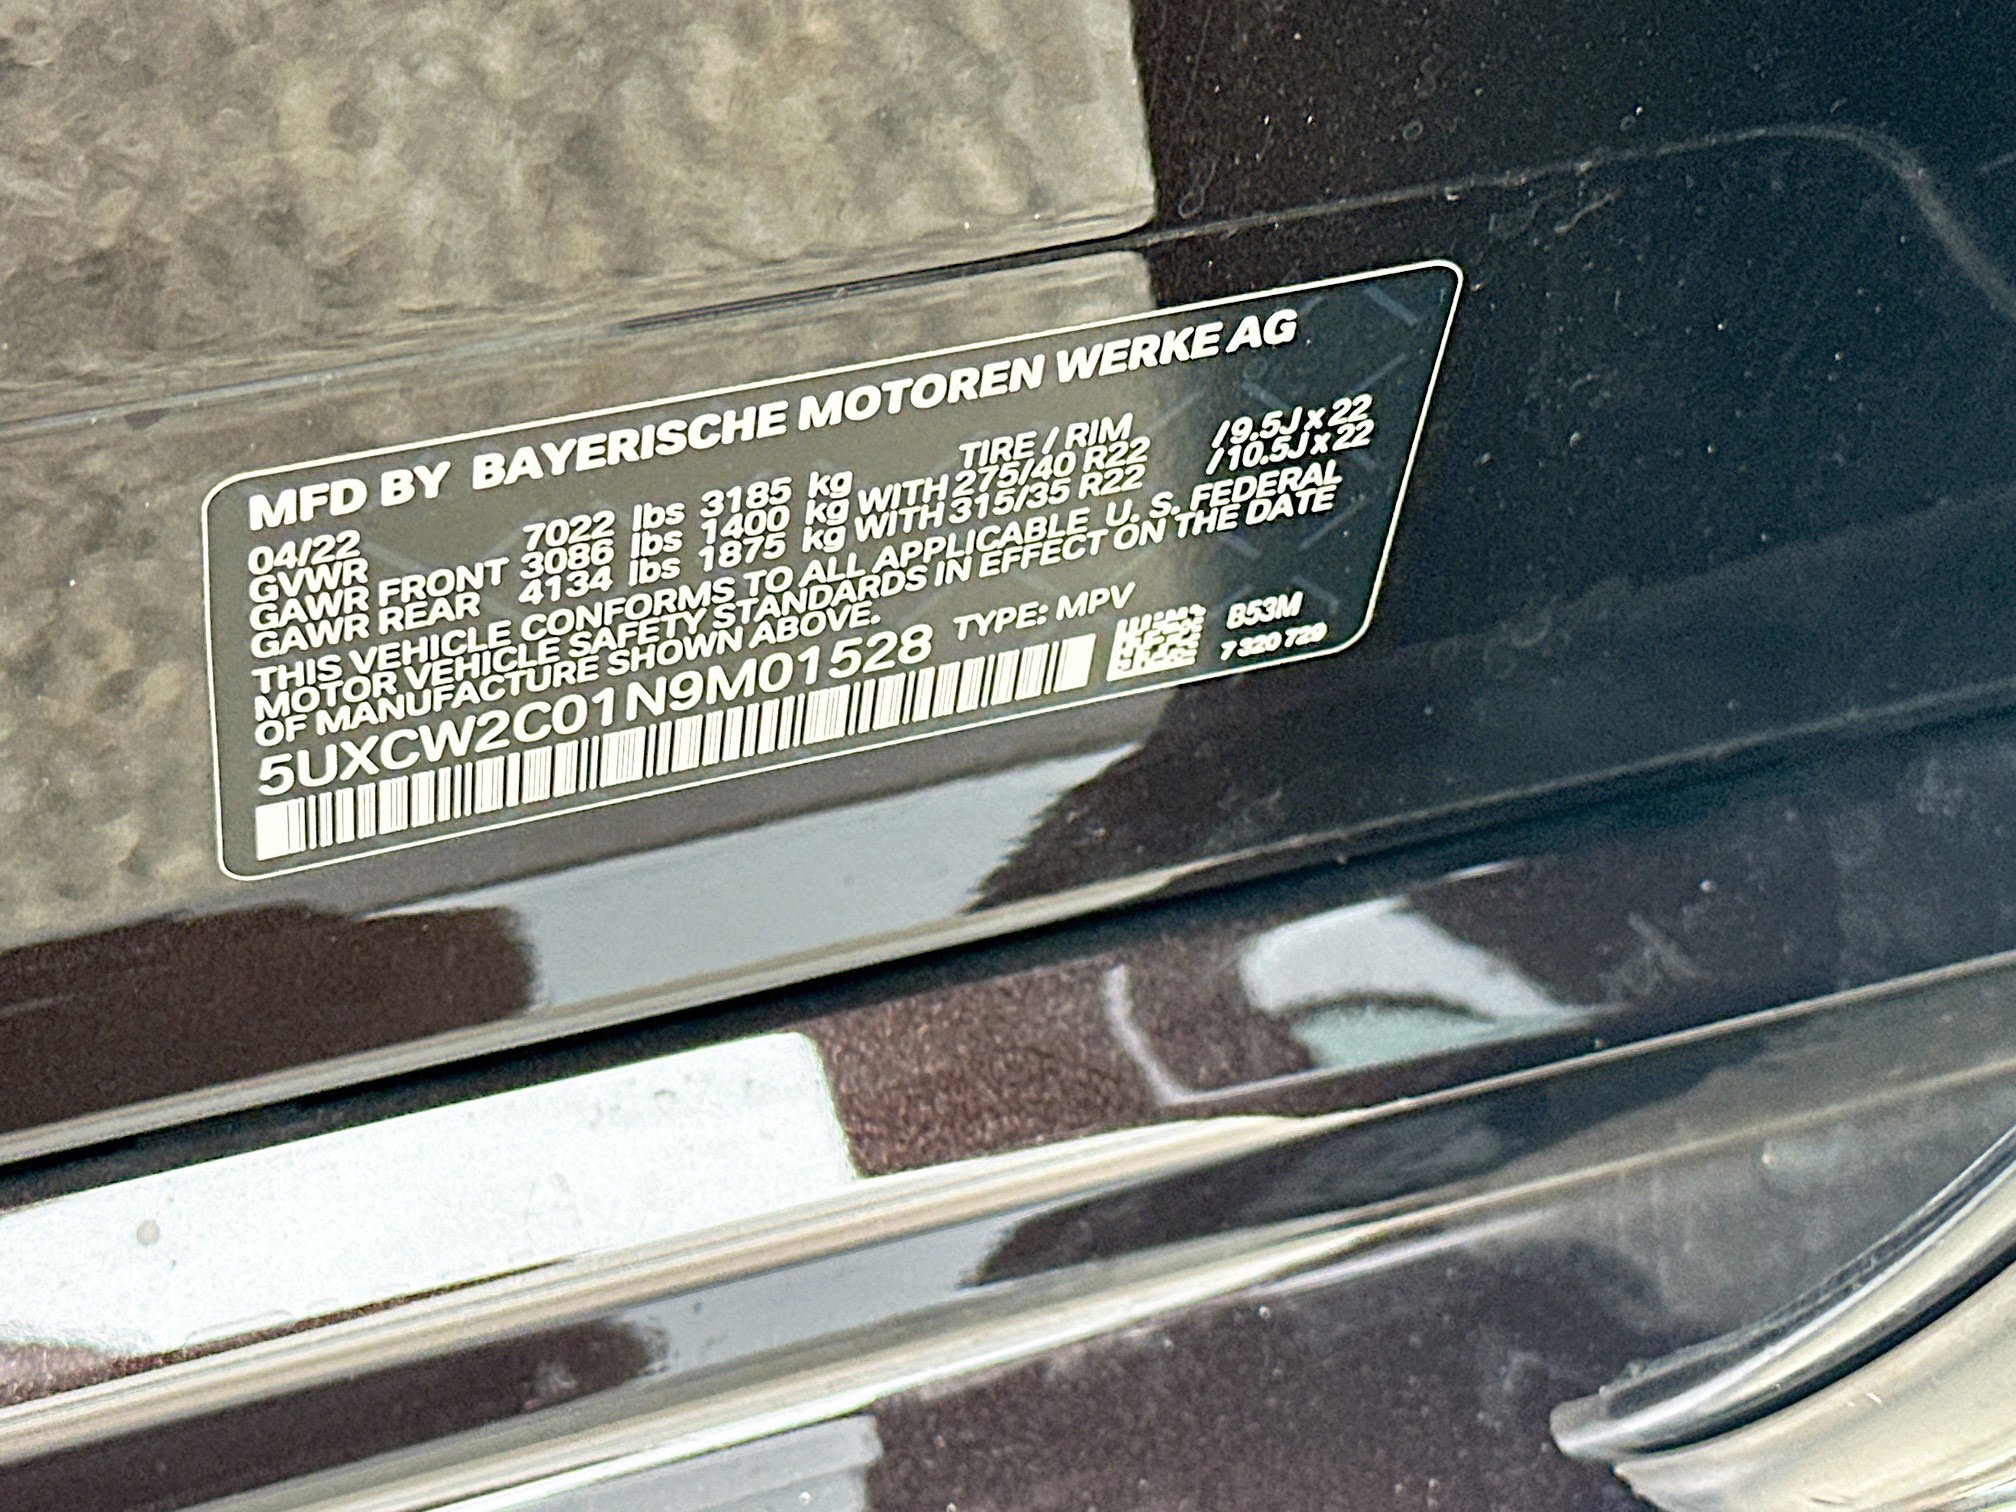 MFD BY BAYERISCHE MOTOREN WERKE AG
04/22 TIRE / RIM
GVWR 7022 lbs 3185 kg
GAWR FRONT 3086 lbs 1400 kg WITH 275/40 R22 /9.5J x 22
GAWR REAR 4134 lbs 1875 kg WITH 315/35 R22 /10.5J x 22
THIS VEHICLE CONFORMS TO ALL APPLICABLE U. S. FEDERAL
MOTOR VEHICLE SAFETY STANDARDS IN EFFECT ON THE DATE
OF MANUFACTURE SHOWN ABOVE.
5UXCW2C01N9M01528 TYPE: MPV
B53M
7 320 729